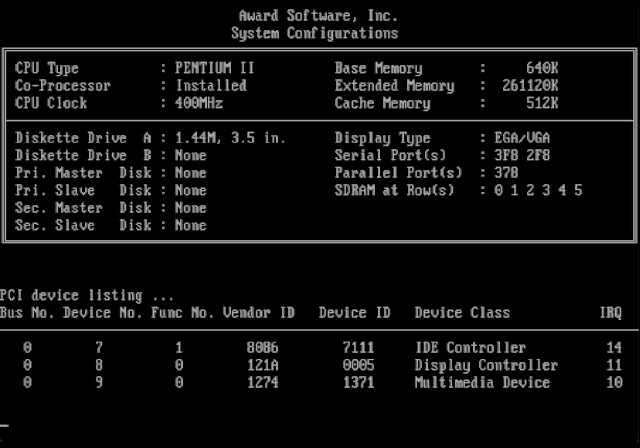 Award Software, Inc.
System Configurations
CPU Type : PENTIUM II Base Memory : 640K
Co-Processor : Installed Extended Memory : 261120K
CPU Clock : 400MHz Cache Memory : 512K
Diskette Drive A : 1.44M, 3.5 in. Display Type : EGA/VGA
Diskette Drive B : None Serial Port(s) : 3F8 2F8
Pri. Master Disk : None Parallel Port(s) : 378
Pri. Slave Disk : None SDRAM at Row(s) : 0 1 2 3 4 5
Sec. Master Disk : None
Sec. Slave Disk : None
PCI device listing ...
Bus No. Device No. Func No. Vendor ID Device ID Device Class IRQ
0 7 1 8086 7111 IDE Controller 14
0 8 0 121A 0005 Display Controller 11
0 9 0 1274 1371 Multimedia Device 10